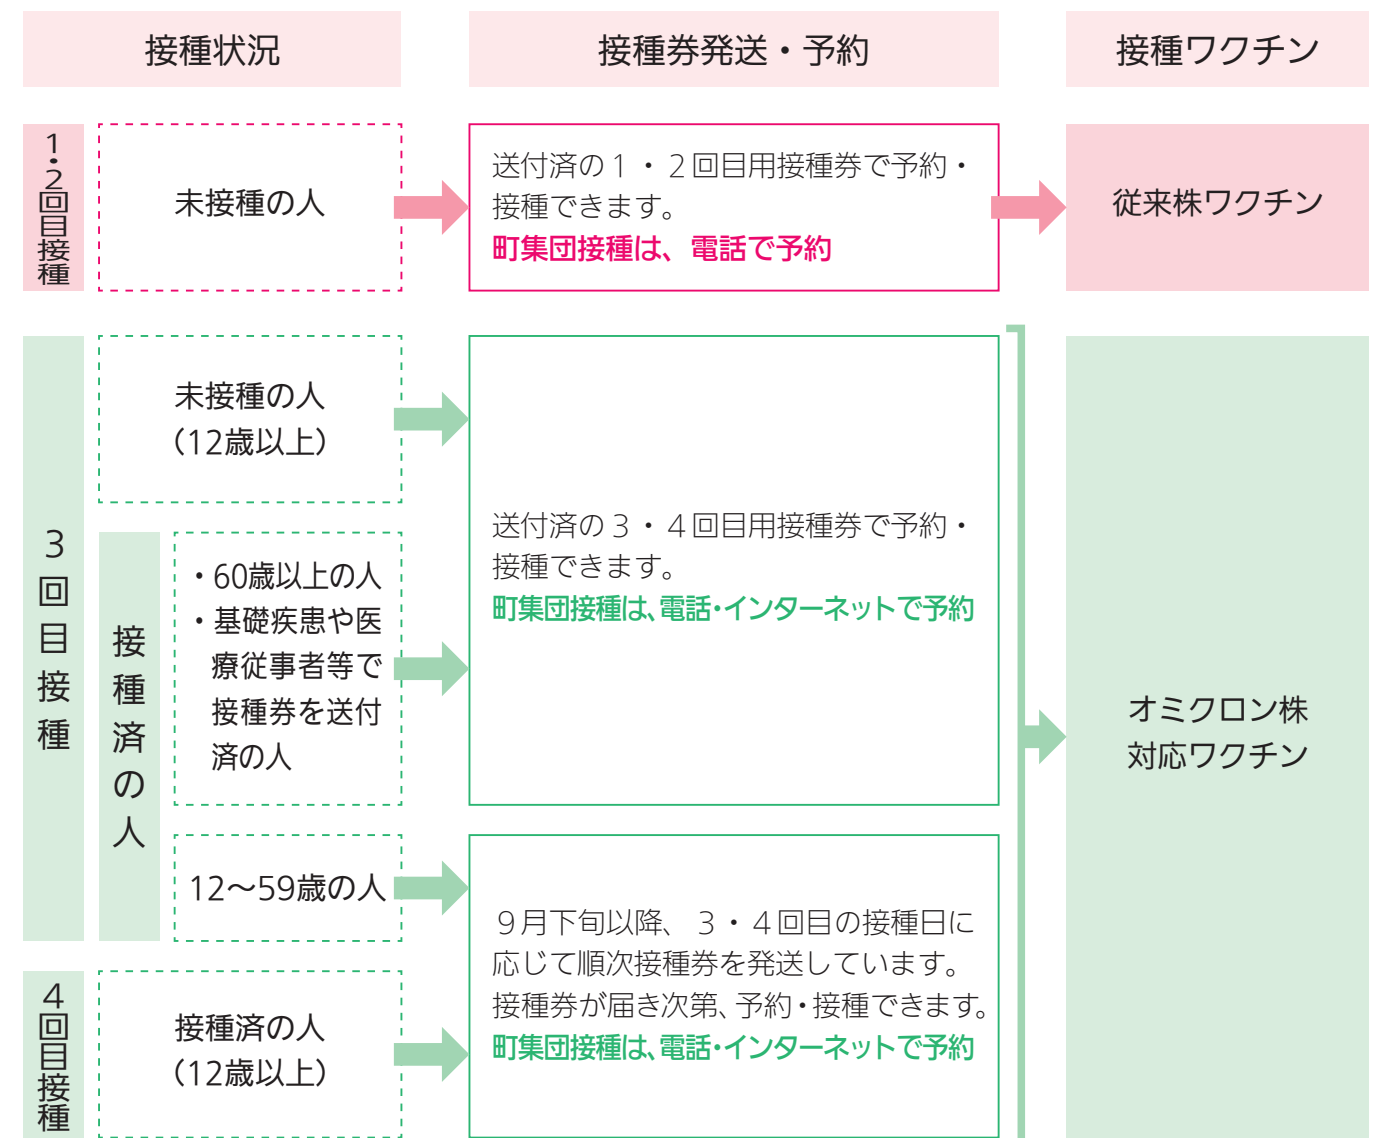 接種状況
接種券発送・予約
接種ワクチン
1・2回目接種
未接種の人
送付済の1・2回目用接種券で予約・
接種できます。
町集団接種は、電話で予約
従来株ワクチン
3回目接種
未接種の人
（12歳以上）
接種済の人
・60歳以上の人
・基礎疾患や医
療従事者等で
接種券を送付
済の人
送付済の3・4回目用接種券で予約・
接種できます。
町集団接種は、電話・インターネットで予約
12～59歳の人
4回目接種
接種済の人
（12歳以上）
9月下旬以降、3・4回目の接種日に
応じて順次接種券を発送しています。
接種券が届き次第、予約・接種できます。
町集団接種は、電話・インターネットで予約
オミクロン株
対応ワクチン